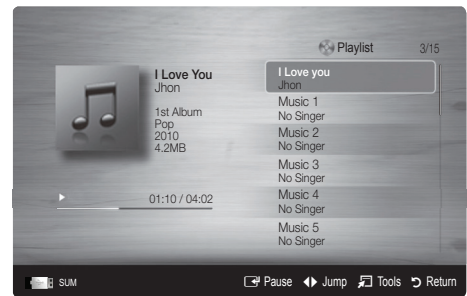 Playlist 3/15
I Love You
Jhon
1st Album
Pop
2010
4.2MB
01:10 / 04:02
I Love you
Jhon
Music 1
No Singer
Music 2
No Singer
Music 3
No Singer
Music 4
No Singer
Music 5
No Singer
SUM Pause Jump Tools Return